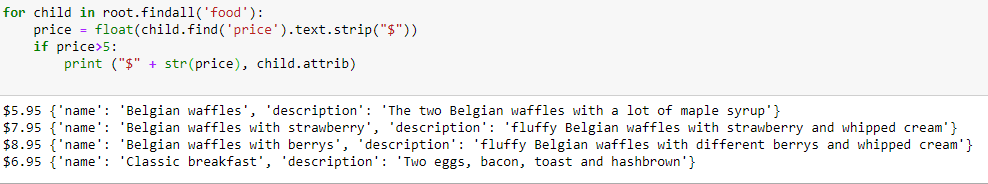 for child in root.findall('food'):
    price = float(child.find('price').text.strip("$"))
    if price>5:
        print ("$" + str(price), child.attrib)
$5.95 {'name': 'Belgian waffles', 'description': 'The two Belgian waffles with a lot of maple syrup'}
$7.95 {'name': 'Belgian waffles with strawberry', 'description': 'fluffy Belgian waffles with strawberry and whipped cream'}
$8.95 {'name': 'Belgian waffles with berrys', 'description': 'fluffy Belgian waffles with different berrys and whipped cream'}
$6.95 {'name': 'Classic breakfast', 'description': 'Two eggs, bacon, toast and hashbrown'}